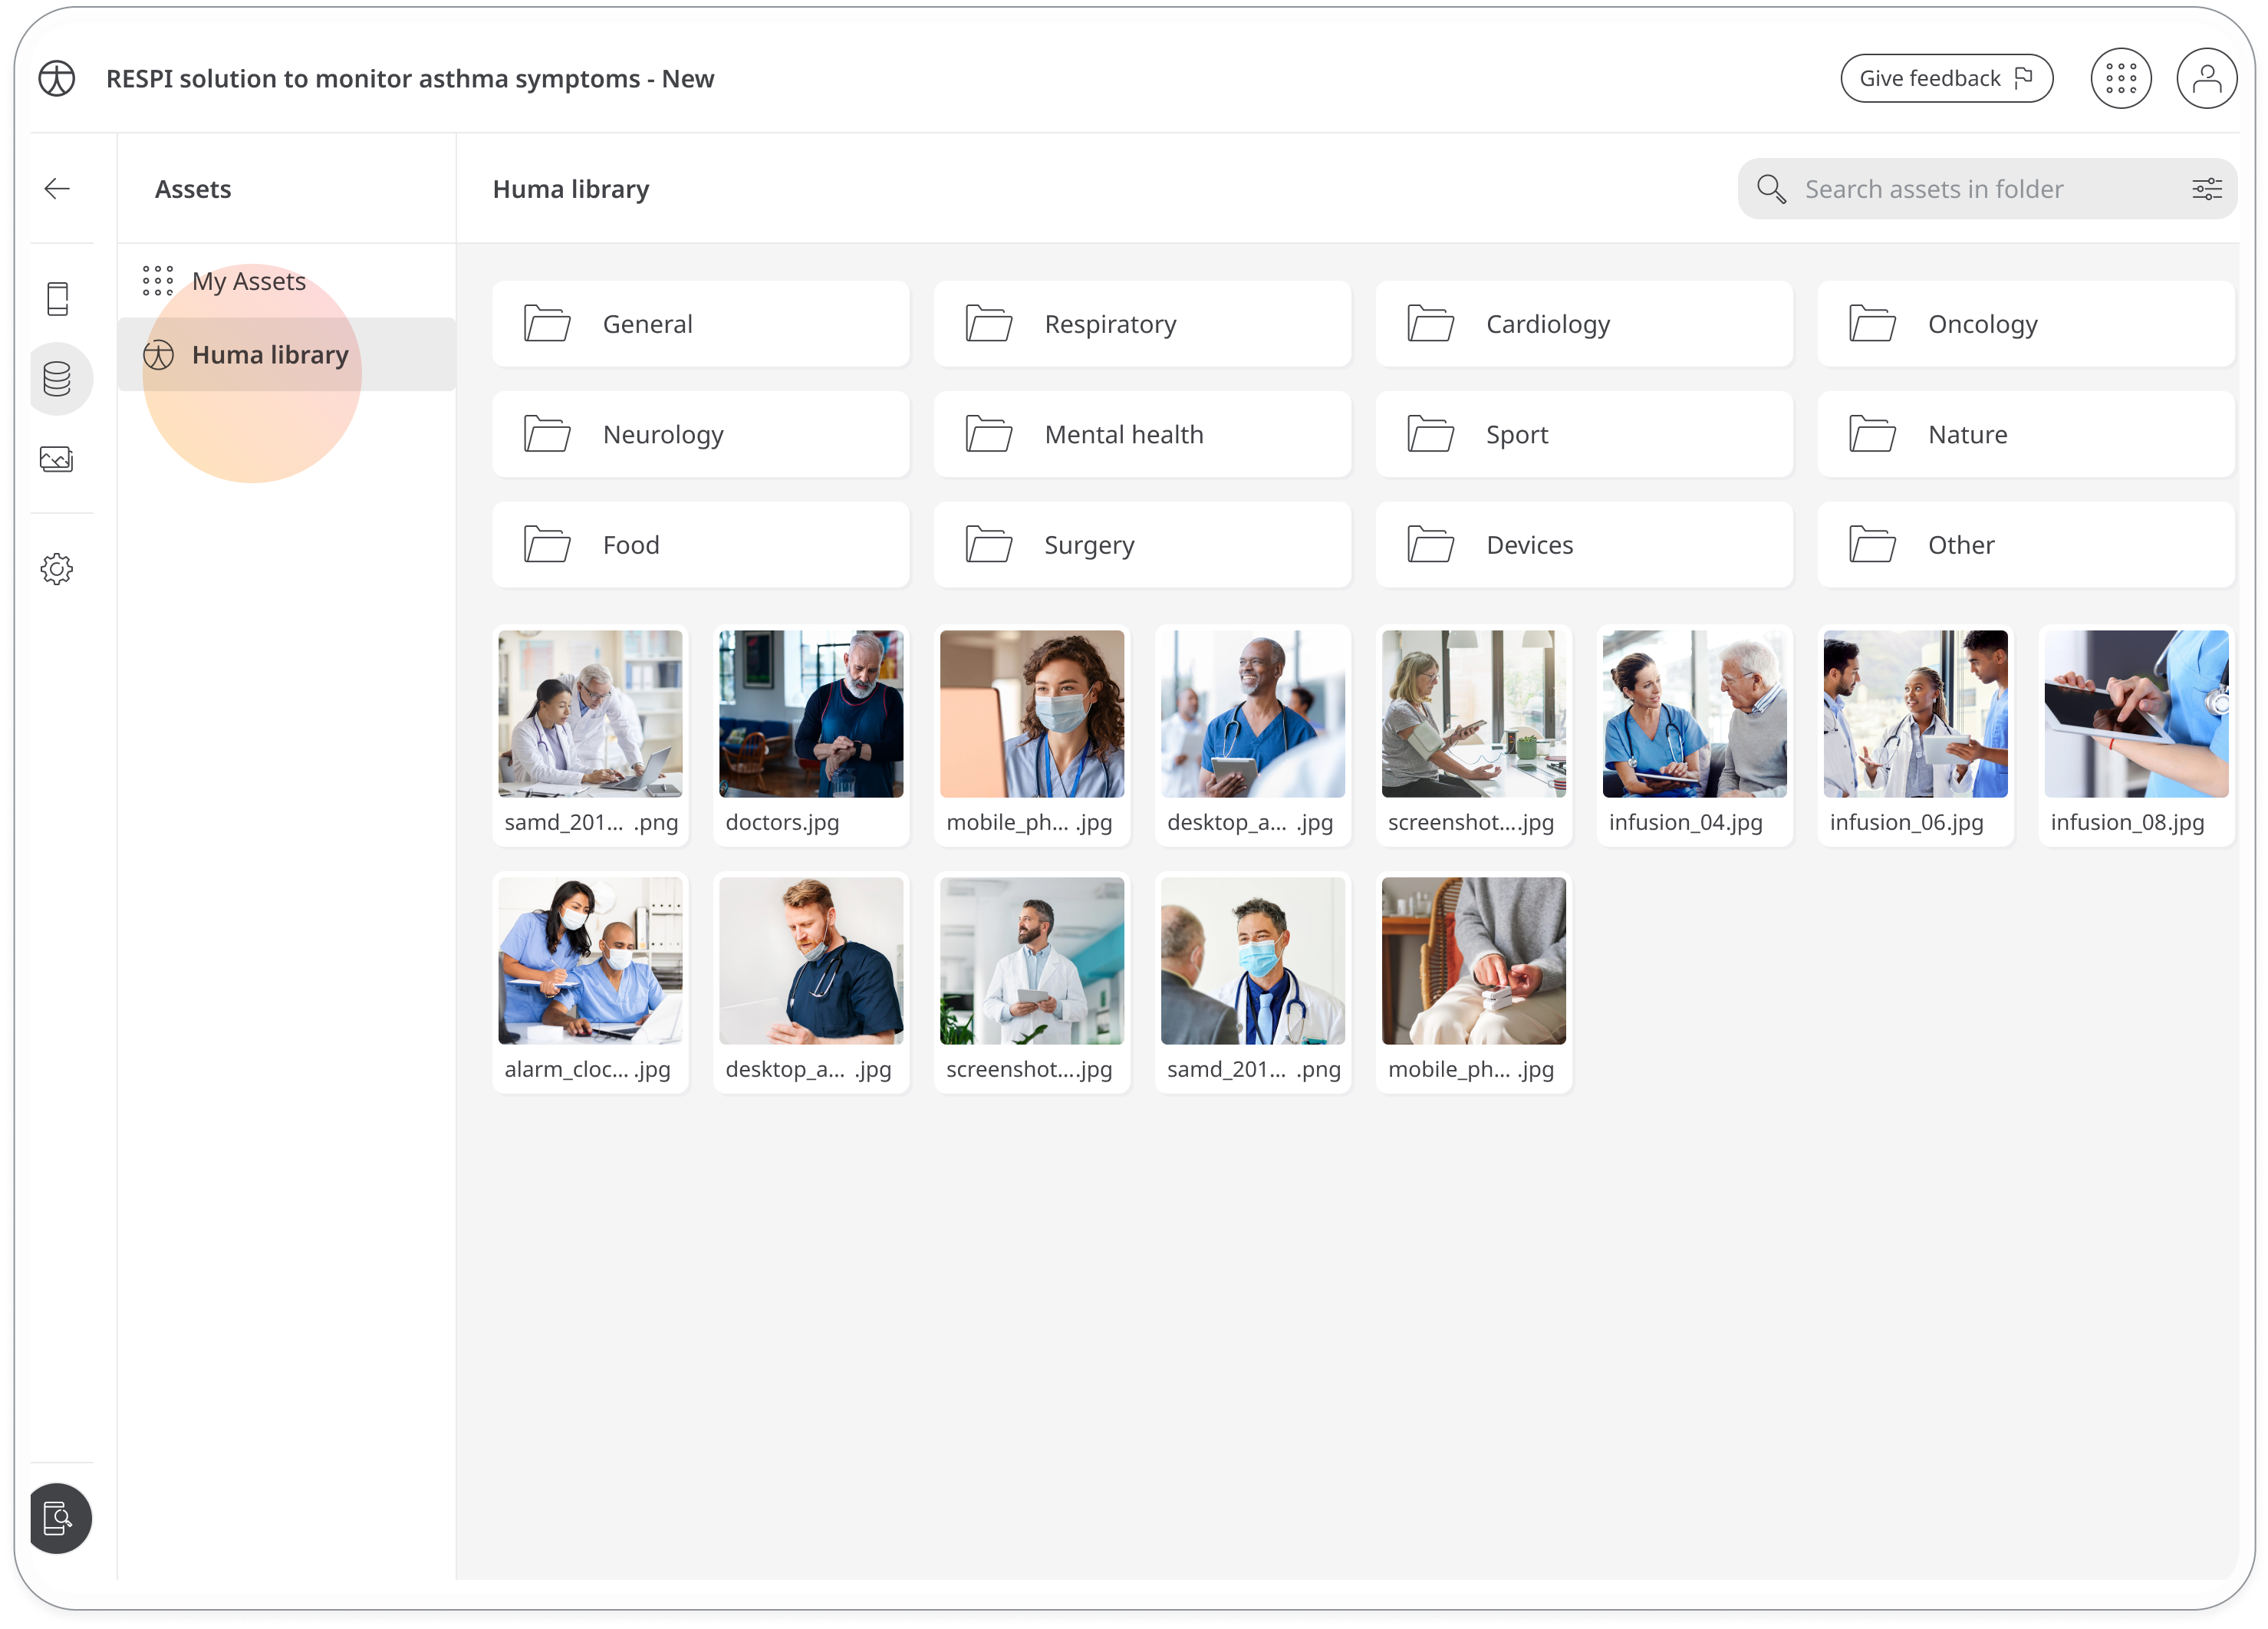 RESPI solution to monitor asthma symptoms - New
Give feedback
Assets
Huma library
Search assets in folder
My Assets
Huma library
General
Respiratory
Cardiology
Oncology
Neurology
Mental health
Sport
Nature
Food
Surgery
Devices
Other
samd_201... .png
doctors.jpg
mobile_ph... .jpg
desktop_a... .jpg
screenshot....jpg
infusion_04.jpg
infusion_06.jpg
infusion_08.jpg
alarm_cloc... .jpg
desktop_a... .jpg
screenshot....jpg
samd_201... .png
mobile_ph... .jpg